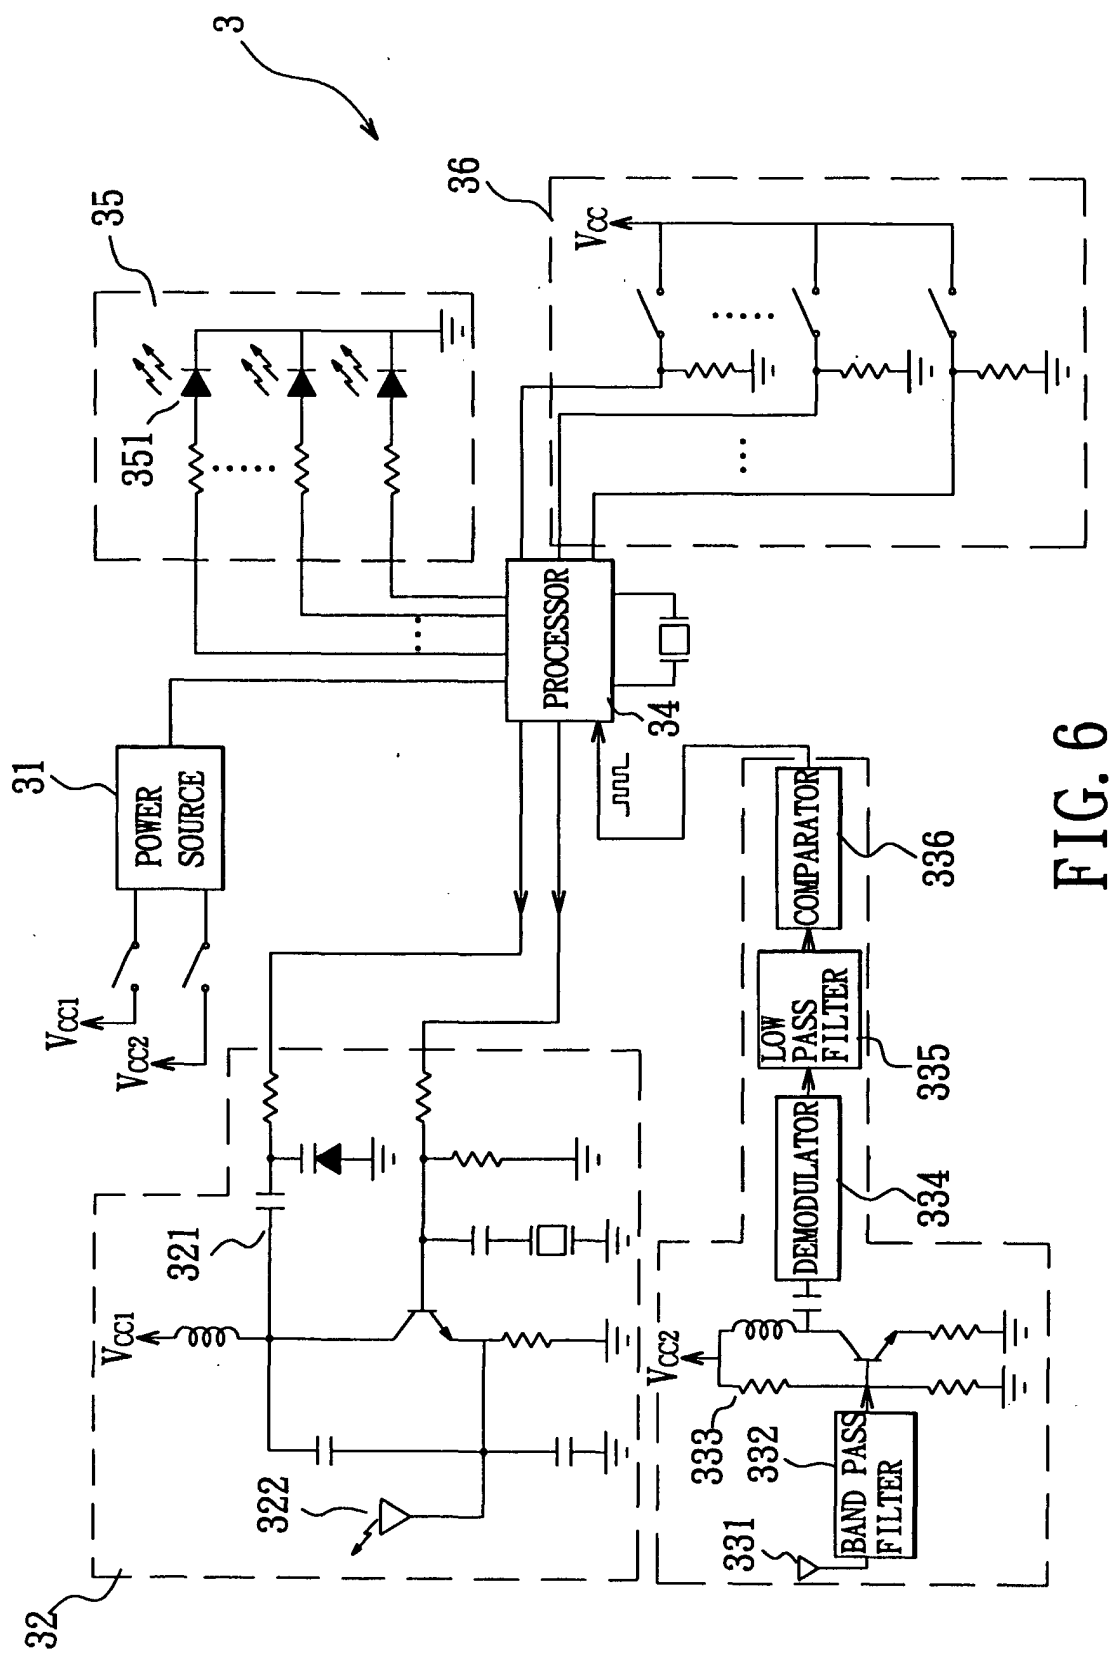 3
35
351
36
VCC
31
POWER
SOURCE
VCC1
VCC2
PROCESSOR
34
32
VCC1
321
322
VCC2
331
332
BAND PASS
FILTER
333
DEMODULATOR
334
LOW
PASS
FILTER
335
COMPARATOR
336
FIG. 6